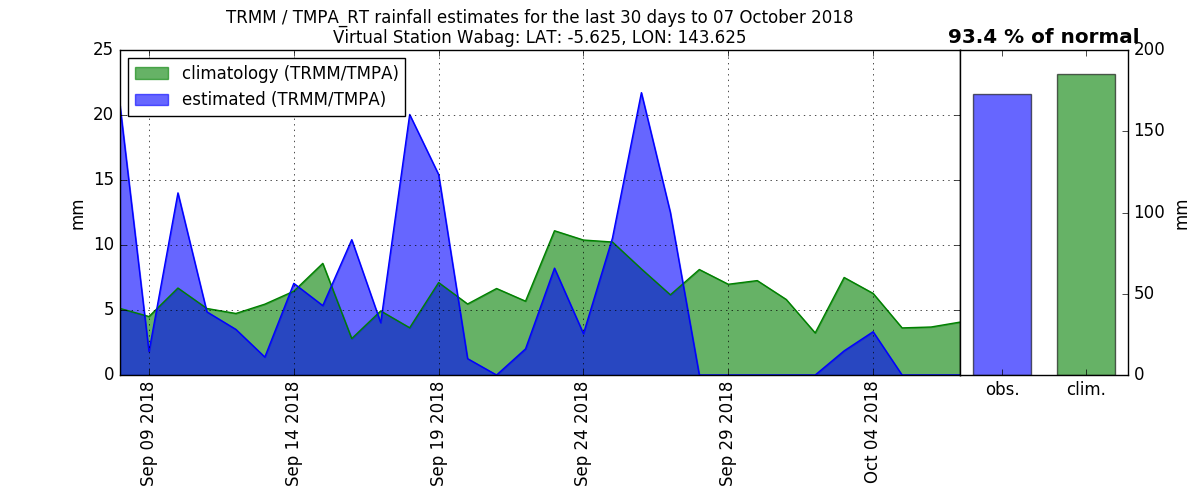 TRMM / TMPA_RT rainfall estimates for the last 30 days to 07 October 2018
Virtual Station Wabag: LAT: -5.625, LON: 143.625
93.4 % of normal
climatology (TRMM/TMPA)
estimated (TRMM/TMPA)
25
20
15
10
5
0
mm
Sep 09 2018
Sep 14 2018
Sep 19 2018
Sep 24 2018
Sep 29 2018
Oct 04 2018
200
150
100
50
0
mm
obs.
clim.